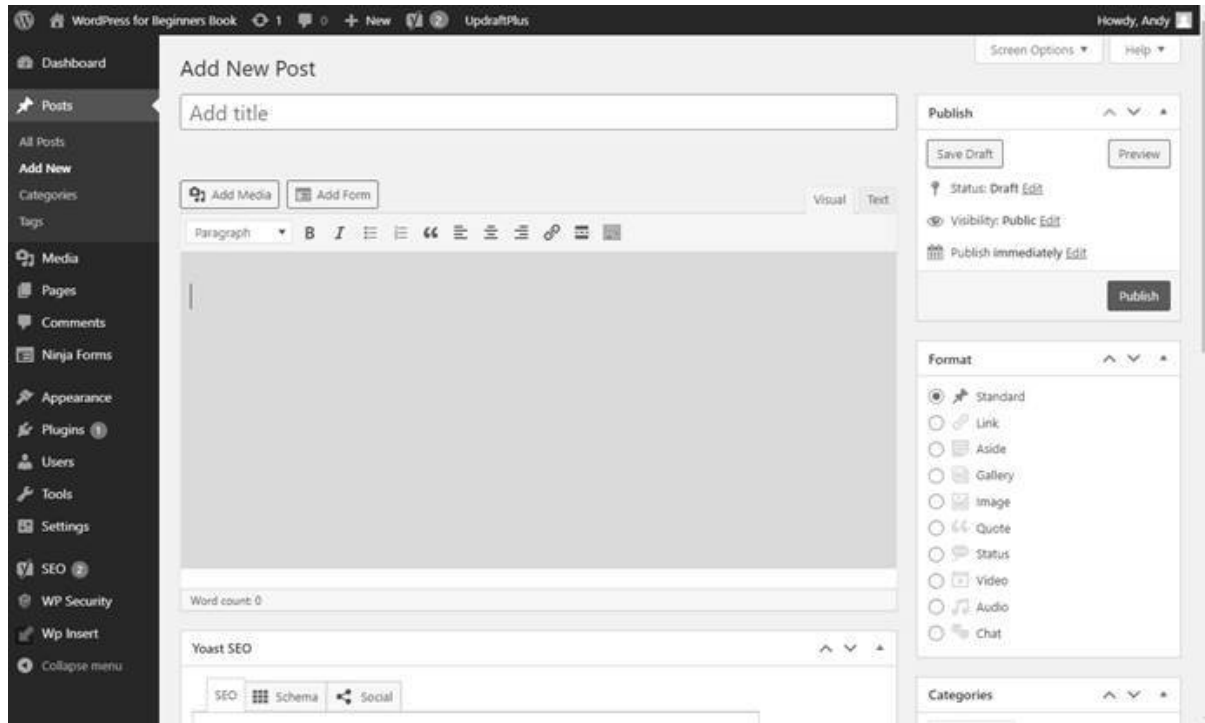 WordPress for Beginners Book 1 0 New 2 UpdraftPlus Howdy, Andy
Dashboard
Posts
All Posts
Add New
Categories
Tags
Media
Pages
Comments
Ninja Forms
Appearance
Plugins 1
Users
Tools
Settings
SEO 2
WP Security
Wp Insert
Collapse menu
Screen Options Help
Add New Post
Add title
Add Media Add Form
Visual Text
Paragraph B I
Word count: 0
Yoast SEO
SEO Schema Social
Publish
Save Draft Preview
Status: Draft Edit
Visibility: Public Edit
Publish immediately Edit
Publish
Format
Standard
Link
Aside
Gallery
Image
Quote
Status
Video
Audio
Chat
Categories